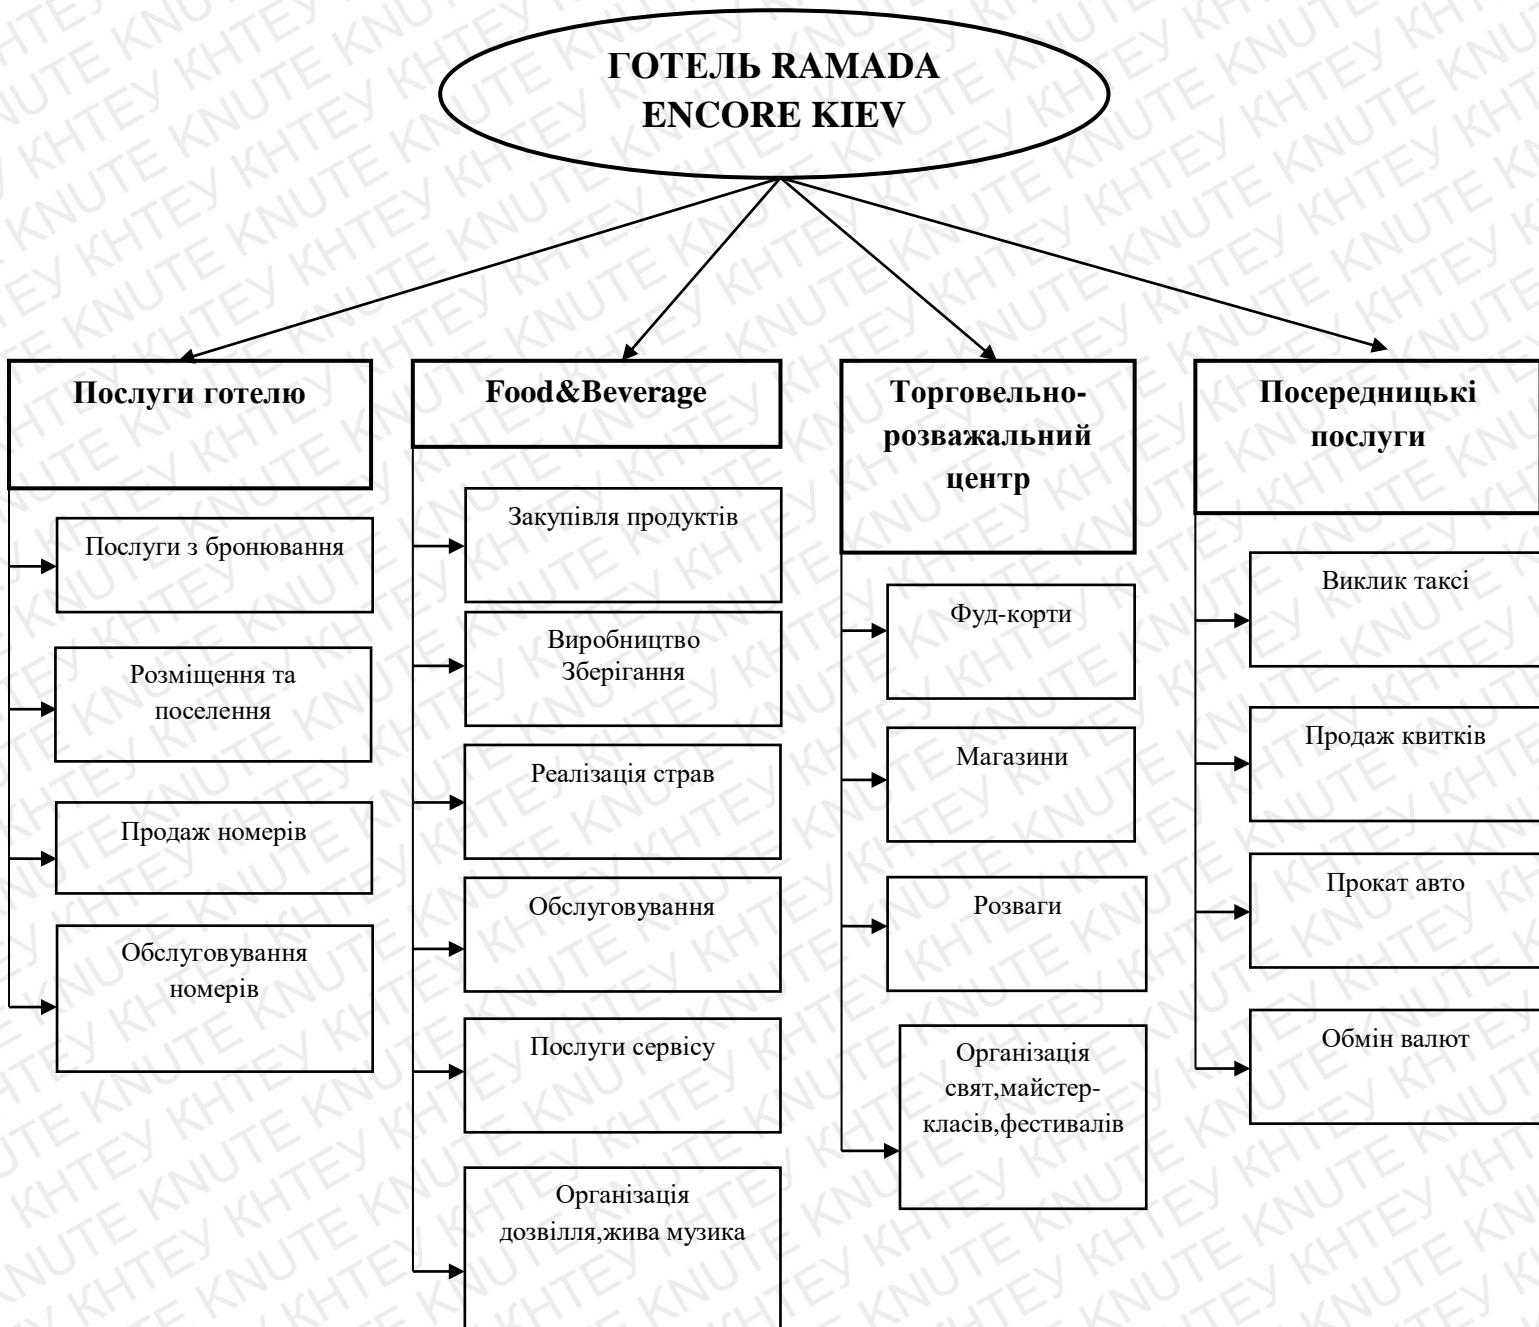 ГОТЕЛЬ RAMADA
ENCORE KIEV
Послуги готелю
Послуги з бронювання
Розміщення та
поселення
Продаж номерів
Обслуговування
номерів
Food&Beverage
Закупівля продуктів
Виробництво
Зберігання
Реалізація страв
Обслуговування
Послуги сервісу
Організація
дозвілля,жива музика
Торговельно-
розважальний
центр
Фуд-корти
Магазини
Розваги
Організація
свят,майстер-
класів,фестивалів
Посередницькі
послуги
Виклик таксі
Продаж квитків
Прокат авто
Обмін валют